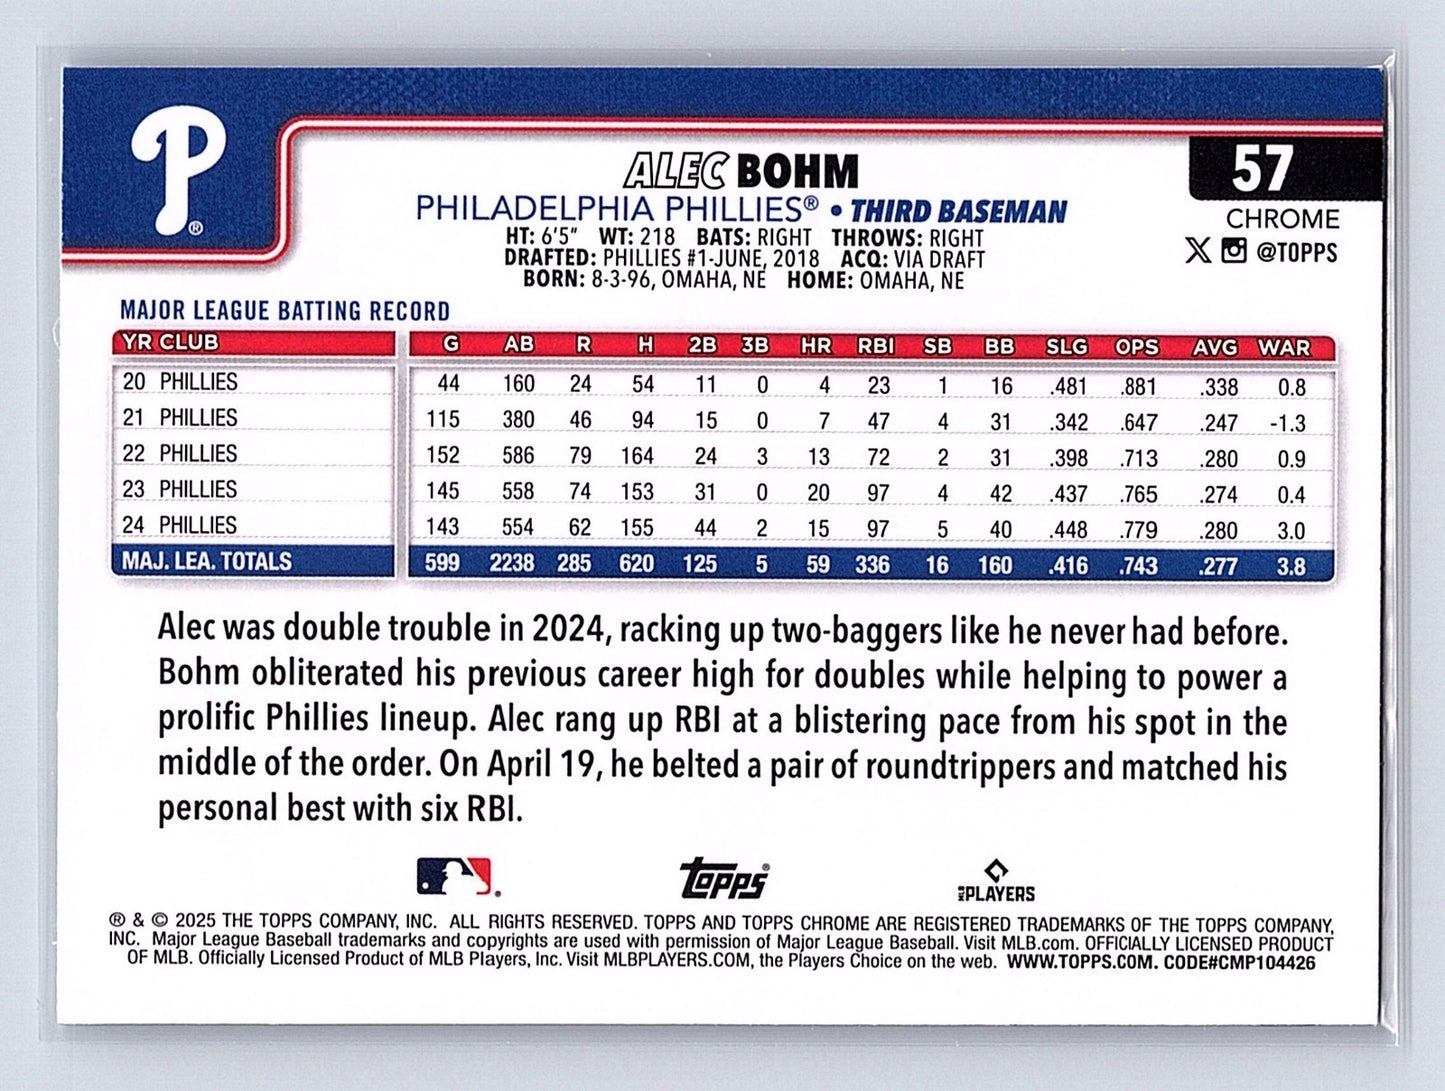 P®
ALEC BOHM
57
PHILADELPHIA PHILLIES® • THIRD BASEMAN
CHROME
HT: 6'5" WT: 218 BATS: RIGHT THROWS: RIGHT
@TOPPS
DRAFTED: PHILLIES #1-JUNE, 2018 ACQ: VIA DRAFT
BORN: 8-3-96, OMAHA, NE HOME: OMAHA, NE
MAJOR LEAGUE BATTING RECORD
YR CLUB G AB R H 2B 3B HR RBI SB BB SLG OPS AVG WAR
20 PHILLIES 44 160 24 54 11 0 4 23 1 16 .481 .881 .338 0.8
21 PHILLIES 115 380 46 94 15 0 7 47 4 31 .342 .647 .247 -1.3
22 PHILLIES 152 586 79 164 24 3 13 72 2 31 .398 .713 .280 0.9
23 PHILLIES 145 558 74 153 31 0 20 97 4 42 .437 .765 .274 0.4
24 PHILLIES 143 554 62 155 44 2 15 97 5 40 .448 .779 .280 3.0
MAJ. LEA. TOTALS 599 2238 285 620 125 5 59 336 16 160 .416 .743 .277 3.8
Alec was double trouble in 2024, racking up two-baggers like he never had before.
Bohm obliterated his previous career high for doubles while helping to power a
prolific Phillies lineup. Alec rang up RBI at a blistering pace from his spot in the
middle of the order. On April 19, he belted a pair of roundtrippers and matched his
personal best with six RBI.
topps® PLAYERS
® & © 2025 THE TOPPS COMPANY, INC. ALL RIGHTS RESERVED. TOPPS AND TOPPS CHROME ARE REGISTERED TRADEMARKS OF THE TOPPS COMPANY,
INC. Major League Baseball trademarks and copyrights are used with permission of Major League Baseball. Visit MLB.com. OFFICIALLY LICENSED PRODUCT
OF MLB. Officially Licensed Product of MLB Players, Inc. Visit MLBPLAYERS.COM, the Players Choice on the web. WWW.TOPPS.COM. CODE#CMP104426